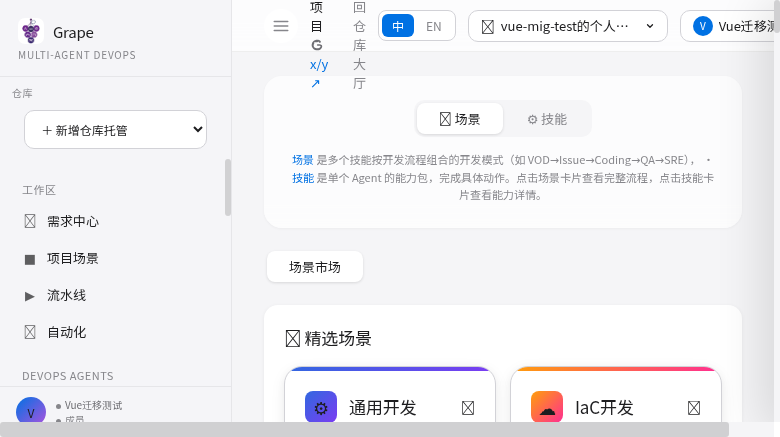 Grape
MULTI-AGENT DEVOPS
仓库
＋ 新增仓库托管
工作区
需求中心
项目场景
流水线
自动化
DEVOPS AGENTS
V
Vue迁移测试
成员
项目
G
x/y
↗
回仓库大厅
中 EN
vue-mig-test的个人…
V Vue迁移测
场景
⚙ 技能
场景 是多个技能按开发流程组合的开发模式（如 VOD→Issue→Coding→QA→SRE）， ·
技能 是单个 Agent 的能力包，完成具体动作。点击场景卡片查看完整流程，点击技能卡
片查看能力详情。
场景市场
精选场景
通用开发
IaC开发